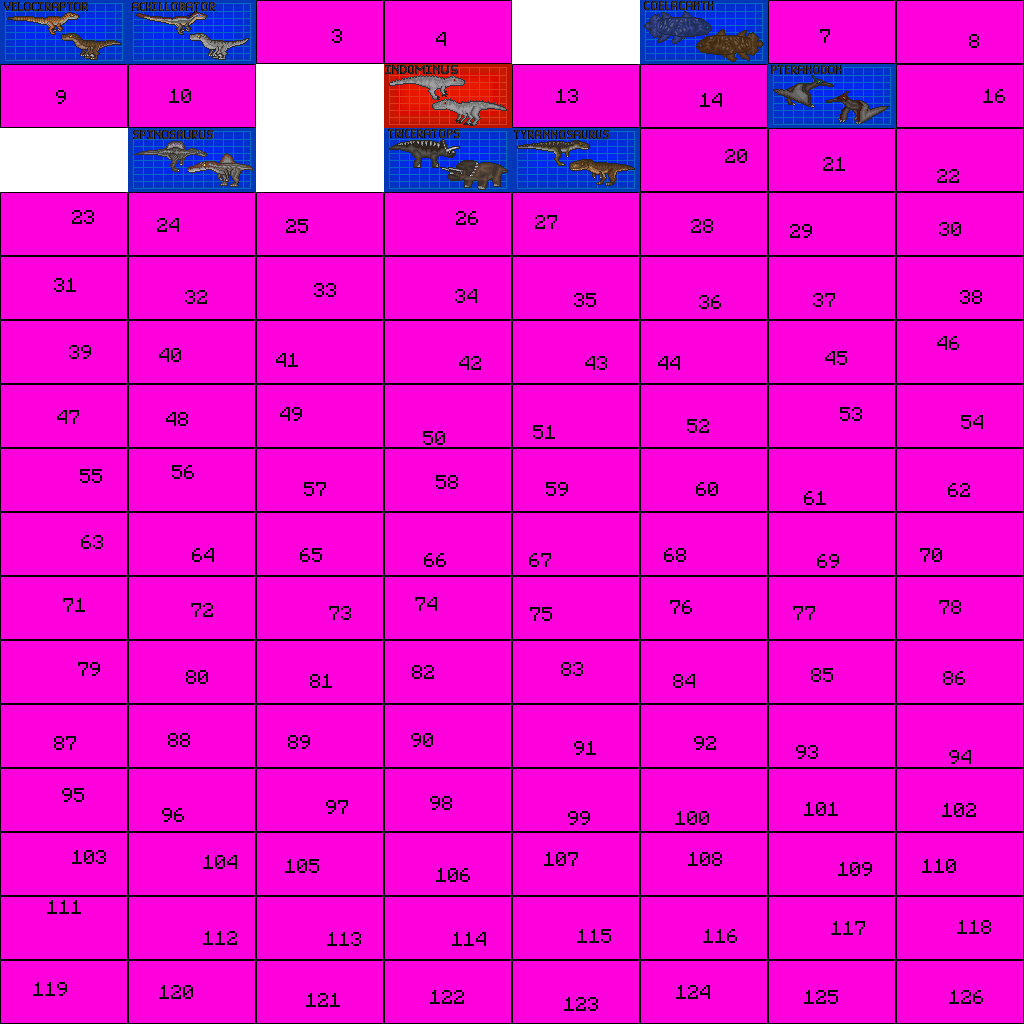 VELOCIRAPTOR ACHILLOBATOR 3 4 COELACANTH 7 8
9 10 INDOMINUS 13 14 PTERANODON 16
SPINOSAURUS TRICERATOPS TYRANNOSAURUS 20 21 22
23 24 25 26 27 28 29 30
31 32 33 34 35 36 37 38
39 40 41 42 43 44 45 46
47 48 49 50 51 52 53 54
55 56 57 58 59 60 61 62
63 64 65 66 67 68 69 70
71 72 73 74 75 76 77 78
79 80 81 82 83 84 85 86
87 88 89 90 91 92 93 94
95 96 97 98 99 100 101 102
103 104 105 106 107 108 109 110
111 112 113 114 115 116 117 118
119 120 121 122 123 124 125 126